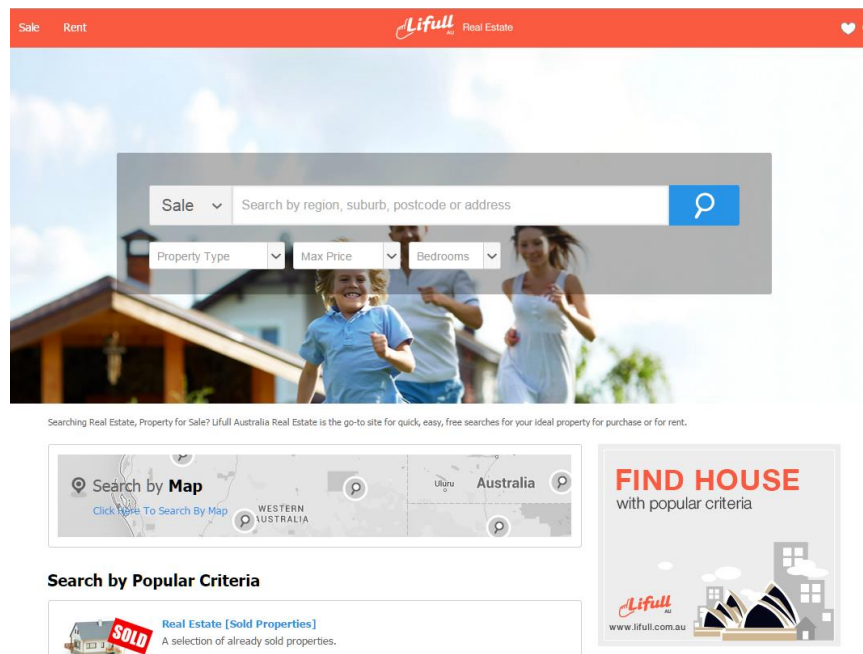 Sale Rent Lifull AU Real Estate
Sale Search by region, suburb, postcode or address
Property Type Max Price Bedrooms
Searching Real Estate, Property for Sale? Lifull Australia Real Estate is the go-to site for quick, easy, free searches for your ideal property for purchase or for rent.
Search by Map
Click Here To Search By Map
WESTERN
AUSTRALIA
Uluru
Australia
FIND HOUSE
with popular criteria
Lifull AU
www.lifull.com.au
Search by Popular Criteria
SOLD
Real Estate [Sold Properties]
A selection of already sold properties.